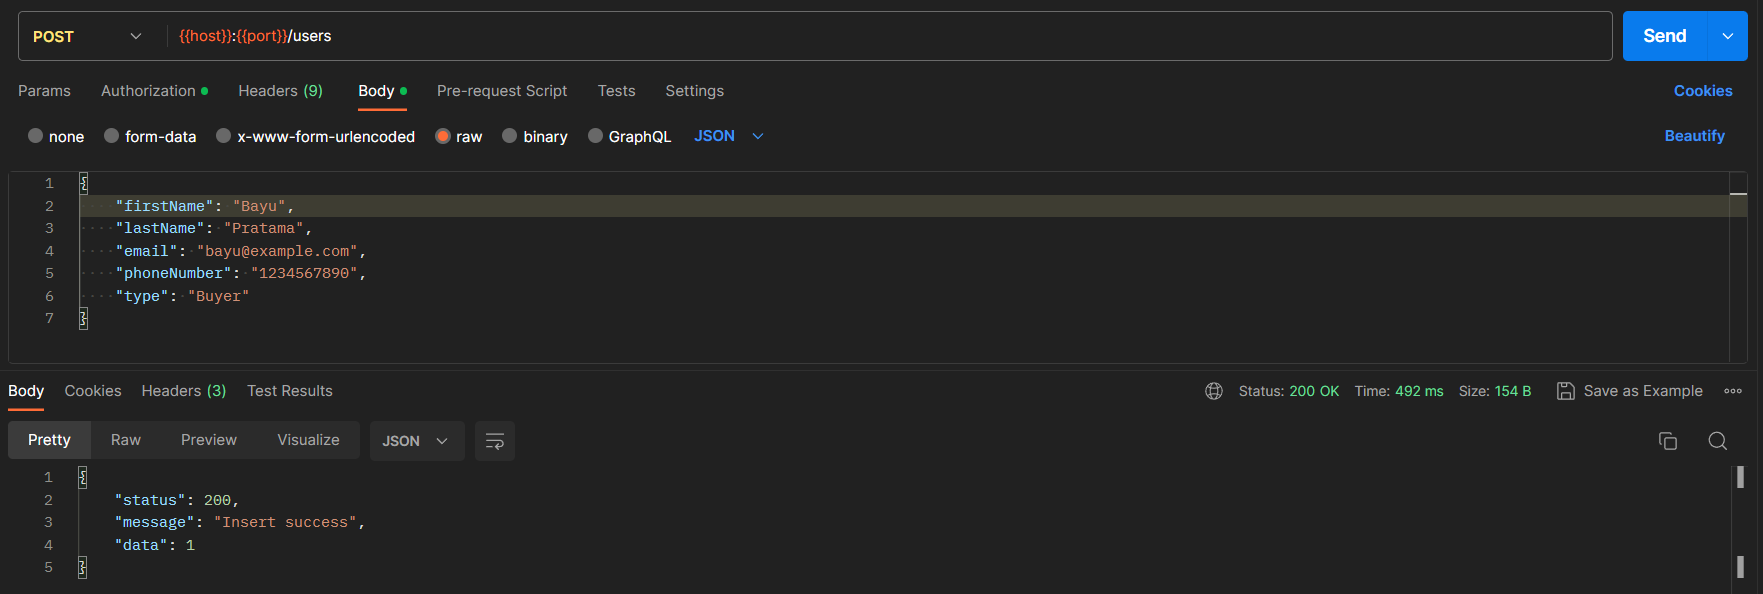 POST {{host}}:{{port}}/users Send
Params Authorization Headers (9) Body Pre-request Script Tests Settings Cookies
none form-data x-www-form-urlencoded raw binary GraphQL JSON Beautify
1 {
2 "firstName": "Bayu",
3 "lastName": "Pratama",
4 "email": "bayu@example.com",
5 "phoneNumber": "1234567890",
6 "type": "Buyer"
7 }
Body Cookies Headers (3) Test Results Status: 200 OK Time: 492 ms Size: 154 B Save as Example
Pretty Raw Preview Visualize JSON
1 {
2 "status": 200,
3 "message": "Insert success",
4 "data": 1
5 }